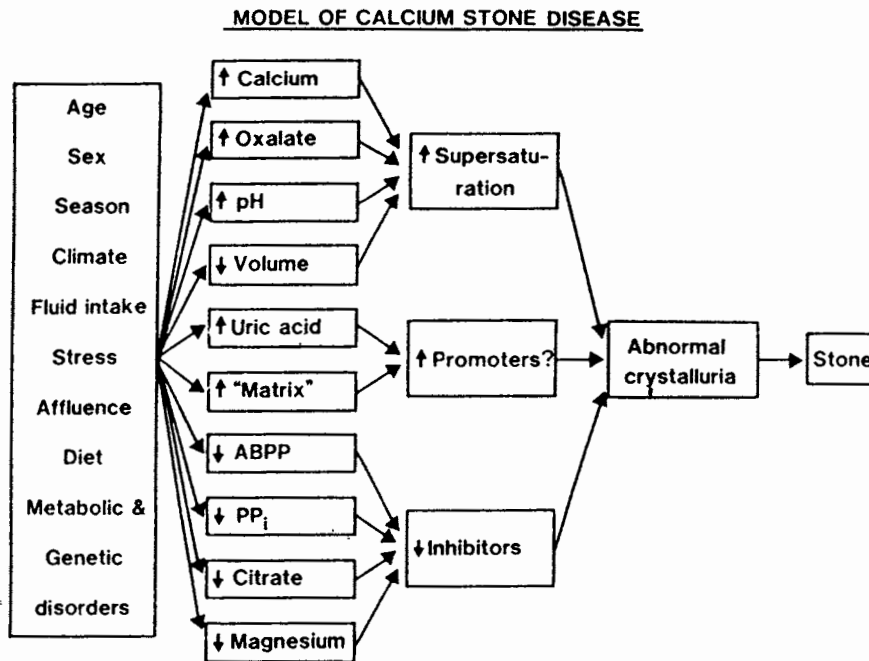 MODEL OF CALCIUM STONE DISEASE
Age
Sex
Season
Climate
Fluid intake
Stress
Affluence
Diet
Metabolic &
Genetic
disorders
↑ Calcium
↑ Oxalate
↑ pH
↓ Volume
↑ Uric acid
↑ "Matrix"
↓ ABPP
↓ PPi
↓ Citrate
↓ Magnesium
↑ Supersatu-
ration
↑ Promoters?
↓ Inhibitors
Abnormal
crystalluria
Stone